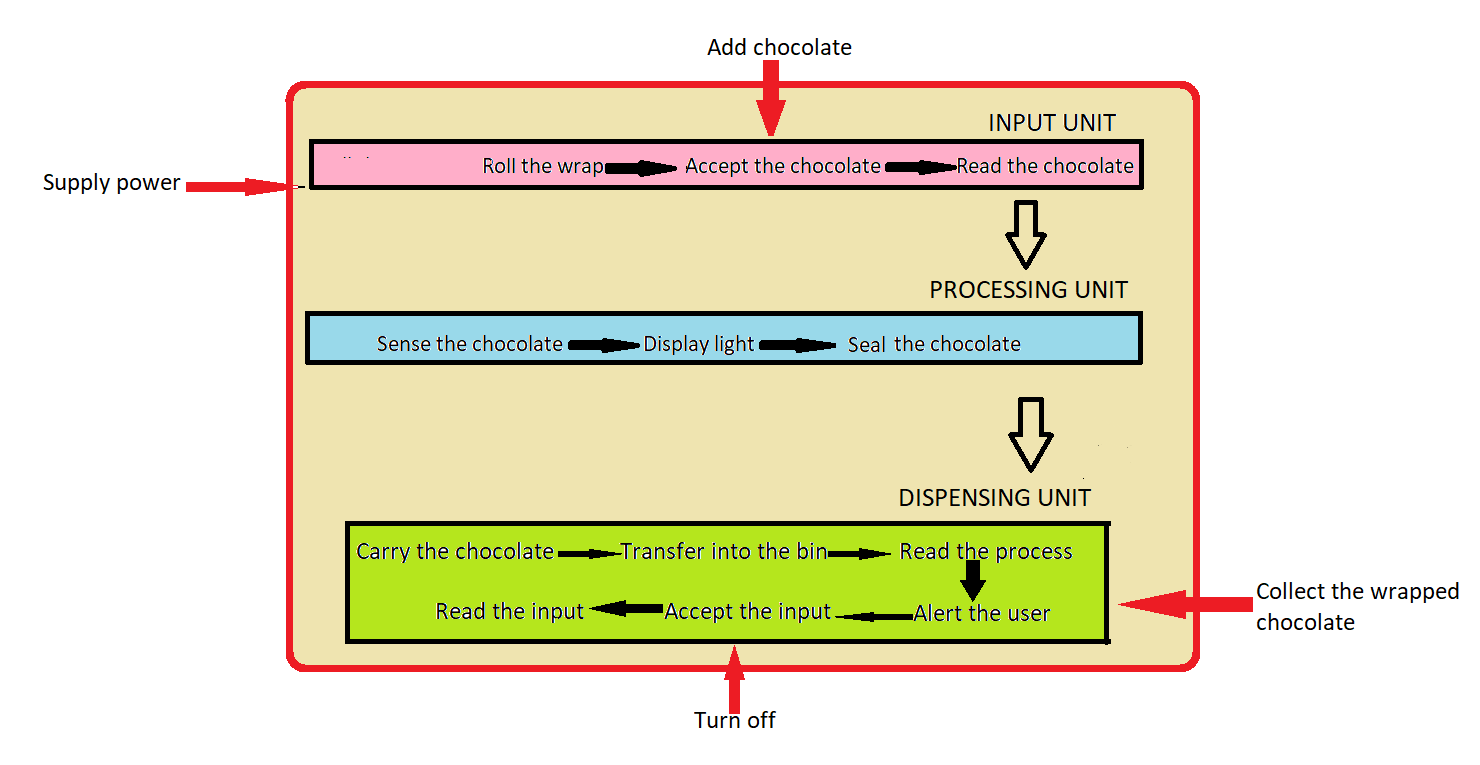 Add chocolate
INPUT UNIT
Roll the wrap Accept the chocolate Read the chocolate
Supply power
PROCESSING UNIT
Sense the chocolate Display light Seal the chocolate
DISPENSING UNIT
Carry the chocolate Transfer into the bin Read the process
Read the input Accept the input Alert the user
Collect the wrapped
chocolate
Turn off